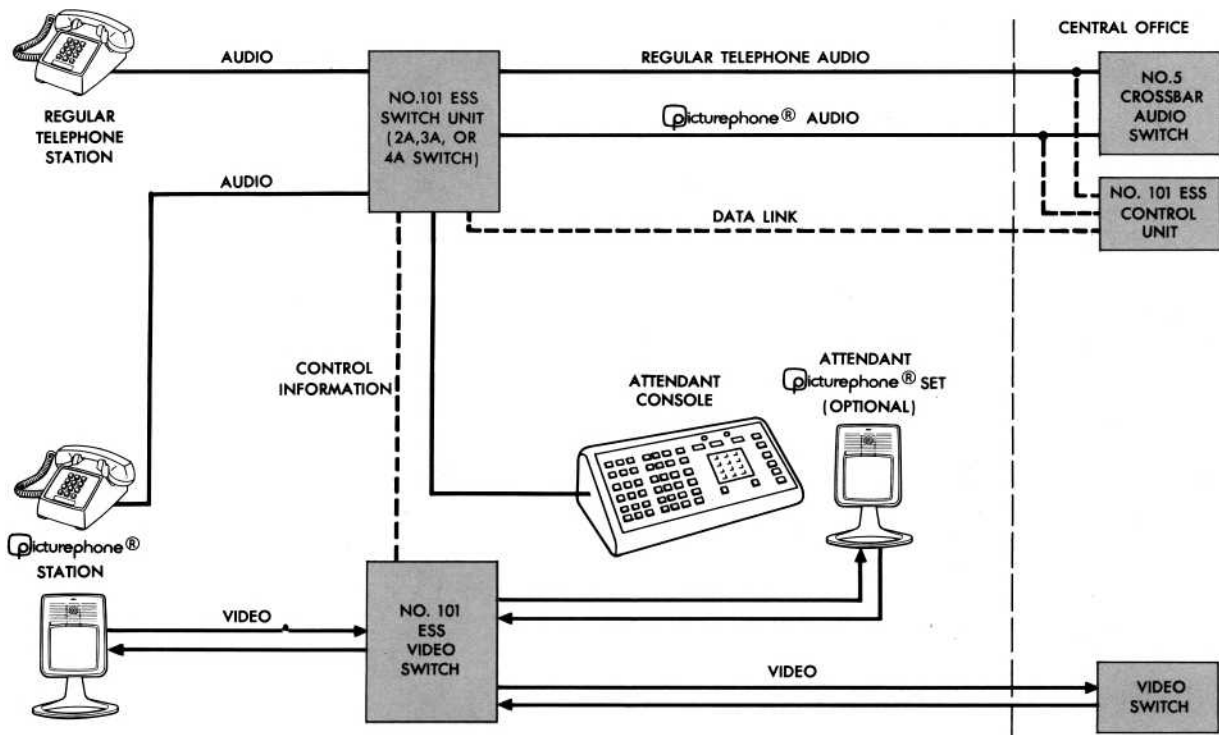 CENTRAL OFFICE
AUDIO
REGULAR TELEPHONE AUDIO
NO.101 ESS
SWITCH UNIT
(2A,3A, OR
4A SWITCH)
NO.5
CROSSBAR
AUDIO
SWITCH
REGULAR
TELEPHONE
STATION
picturephone® AUDIO
AUDIO
NO. 101 ESS
CONTROL
UNIT
DATA LINK
CONTROL
INFORMATION
ATTENDANT
CONSOLE
ATTENDANT
picturephone® SET
(OPTIONAL)
picturephone®
STATION
VIDEO
NO. 101
ESS
VIDEO
SWITCH
VIDEO
VIDEO
SWITCH